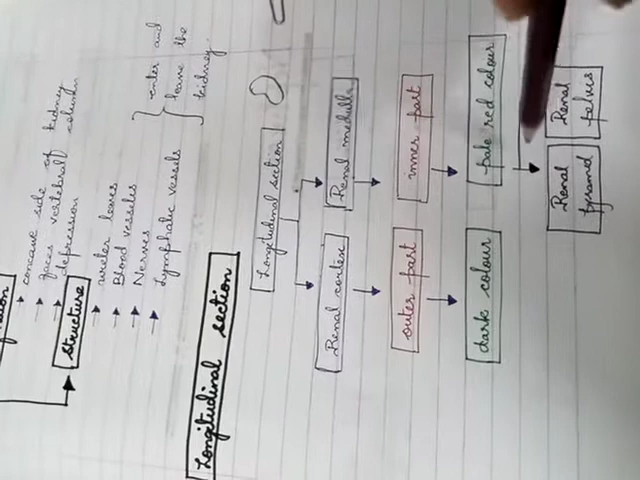 concave side of kidney
faces vertebrall column
depression
Structure
ureter leaves
Blood vessules
Nerves
Lymphatic vessels
enter and
leave the
kidney
Longitudinal section
Longitudinal section
Renal cortex
Renal medulla
outer part
inner part
dark colour
pale red colour
Renal
pyramid
Renal
pelvis